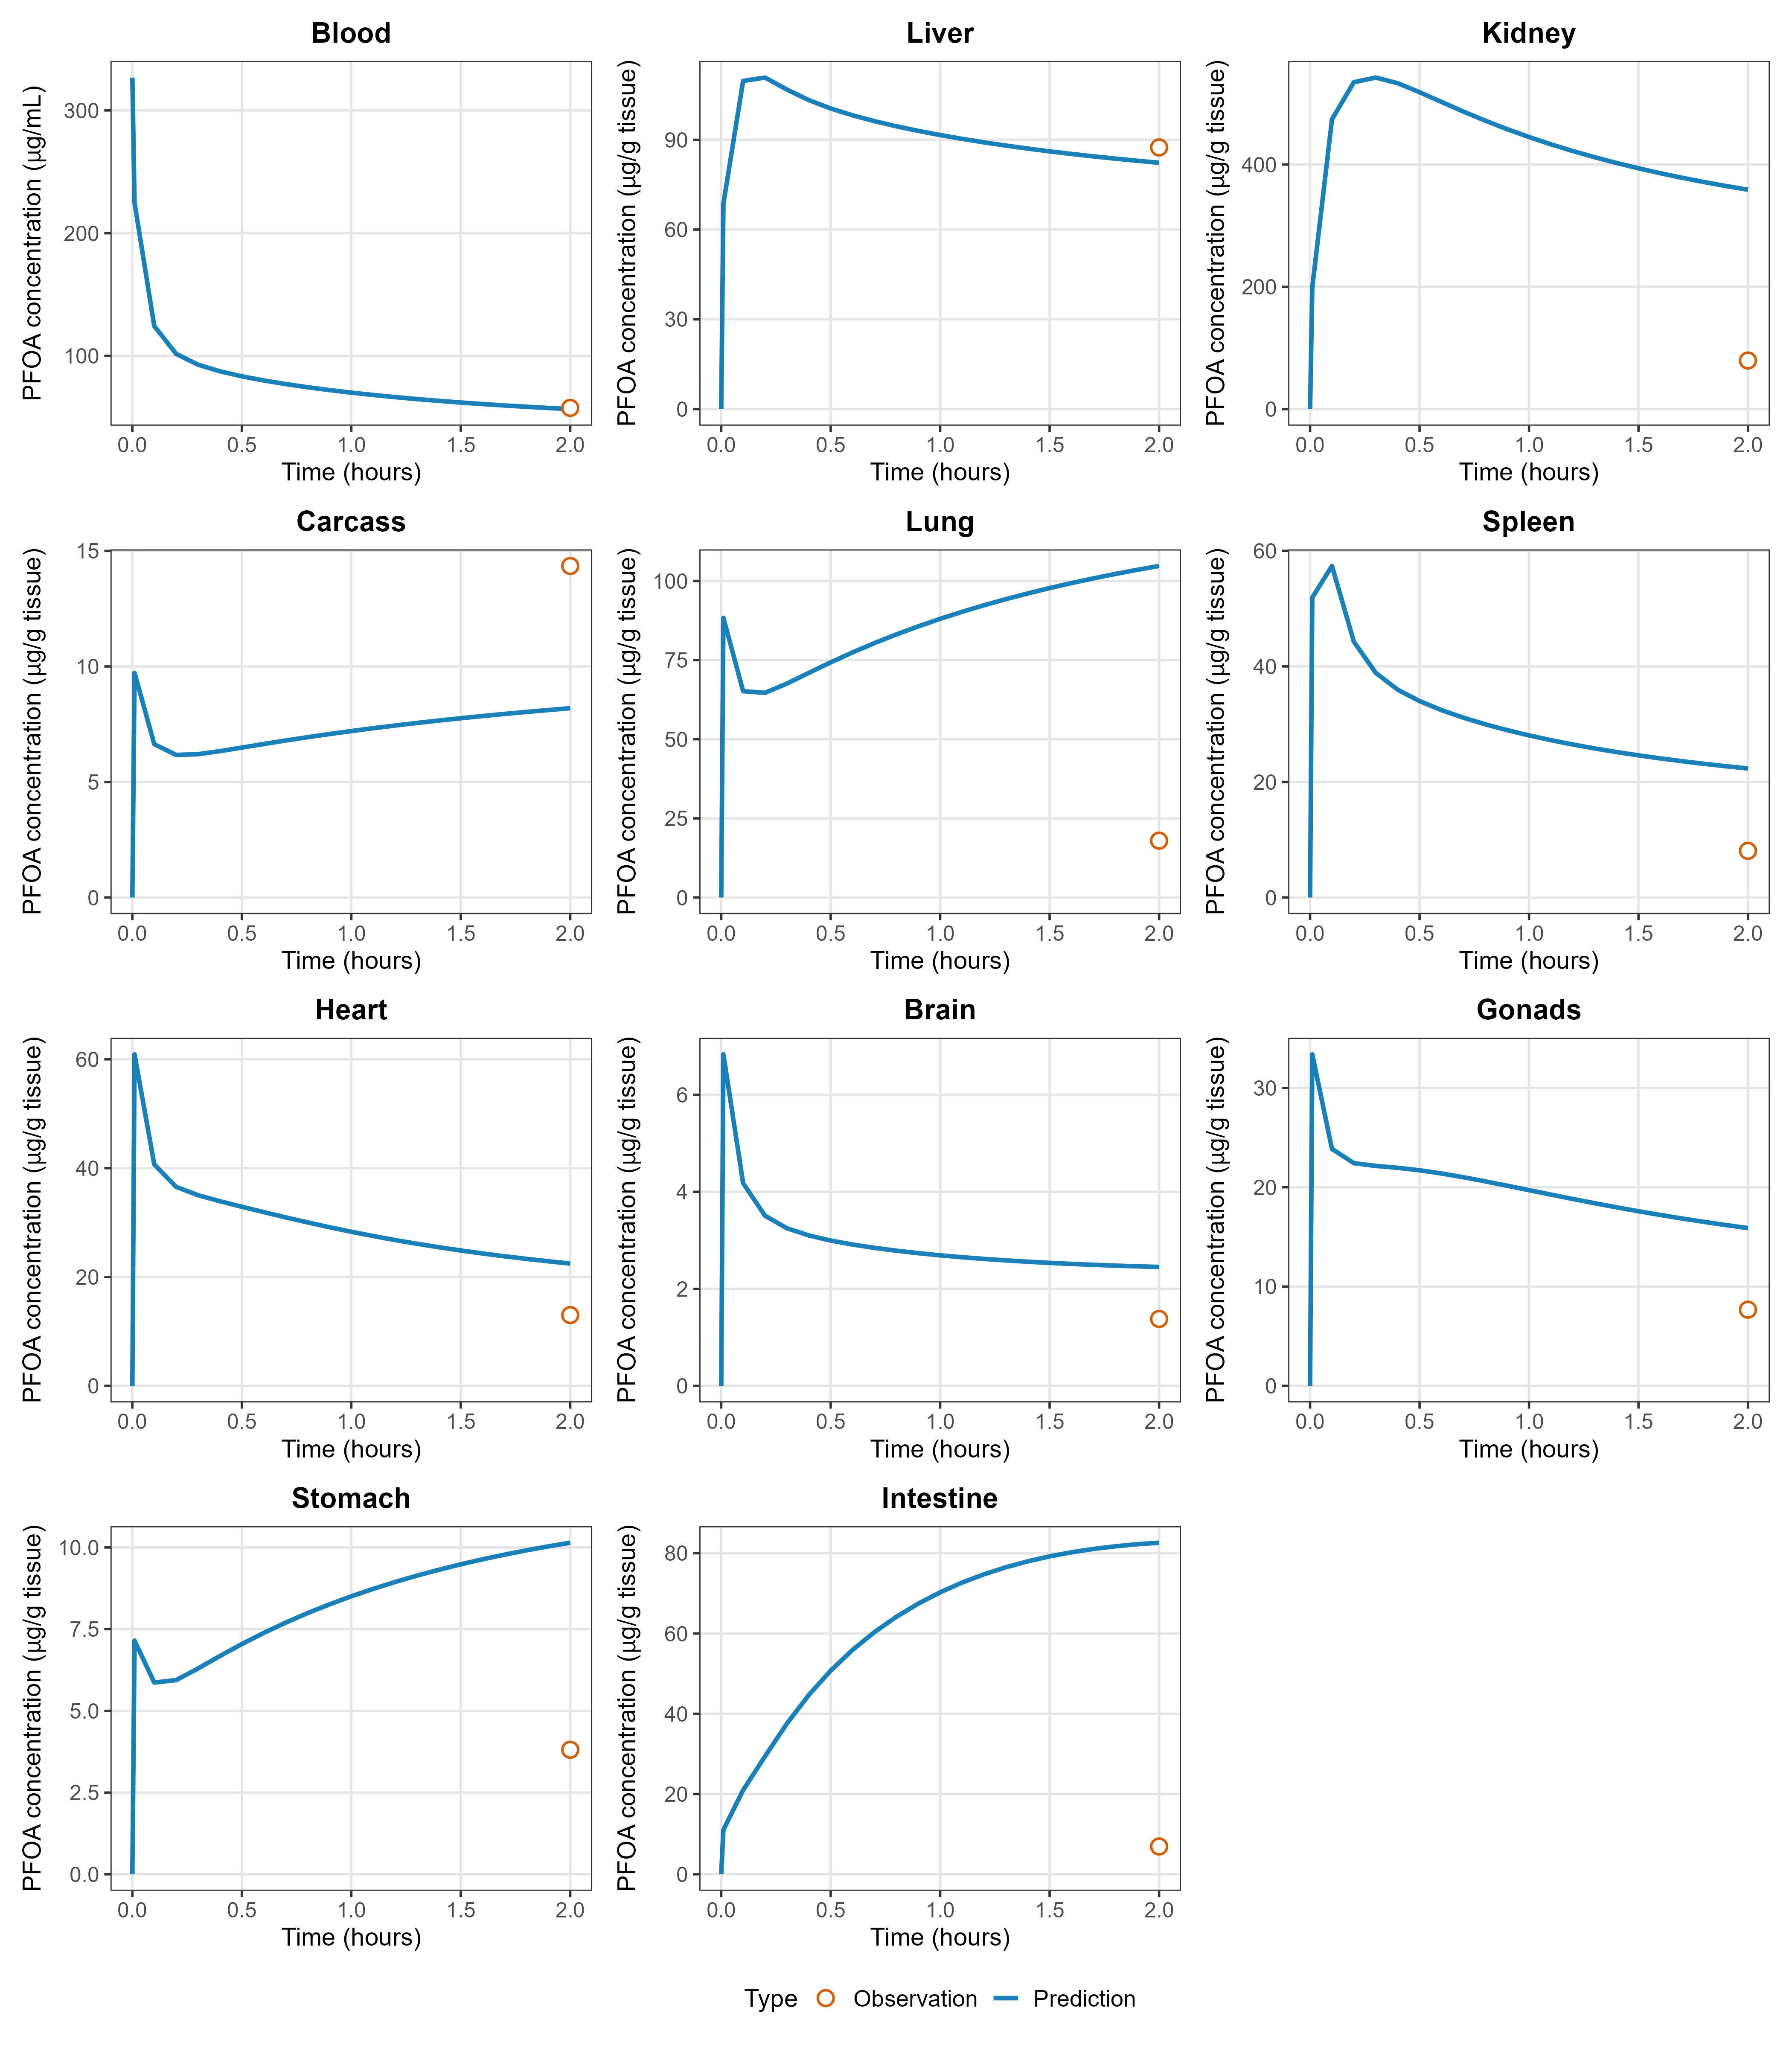 Blood
PFOA concentration (µg/mL)
300
200
100
0.0 0.5 1.0 1.5 2.0
Time (hours)
Liver
PFOA concentration (µg/g tissue)
90
60
30
0
0.0 0.5 1.0 1.5 2.0
Time (hours)
Kidney
PFOA concentration (µg/g tissue)
400
200
0
0.0 0.5 1.0 1.5 2.0
Time (hours)
Carcass
PFOA concentration (µg/g tissue)
15
10
5
0
0.0 0.5 1.0 1.5 2.0
Time (hours)
Lung
PFOA concentration (µg/g tissue)
100
75
50
25
0
0.0 0.5 1.0 1.5 2.0
Time (hours)
Spleen
PFOA concentration (µg/g tissue)
60
40
20
0
0.0 0.5 1.0 1.5 2.0
Time (hours)
Heart
PFOA concentration (µg/g tissue)
60
40
20
0
0.0 0.5 1.0 1.5 2.0
Time (hours)
Brain
PFOA concentration (µg/g tissue)
6
4
2
0
0.0 0.5 1.0 1.5 2.0
Time (hours)
Gonads
PFOA concentration (µg/g tissue)
30
20
10
0
0.0 0.5 1.0 1.5 2.0
Time (hours)
Stomach
PFOA concentration (µg/g tissue)
10.0
7.5
5.0
2.5
0.0
0.0 0.5 1.0 1.5 2.0
Time (hours)
Intestine
PFOA concentration (µg/g tissue)
80
60
40
20
0
0.0 0.5 1.0 1.5 2.0
Time (hours)
Type Observation Prediction